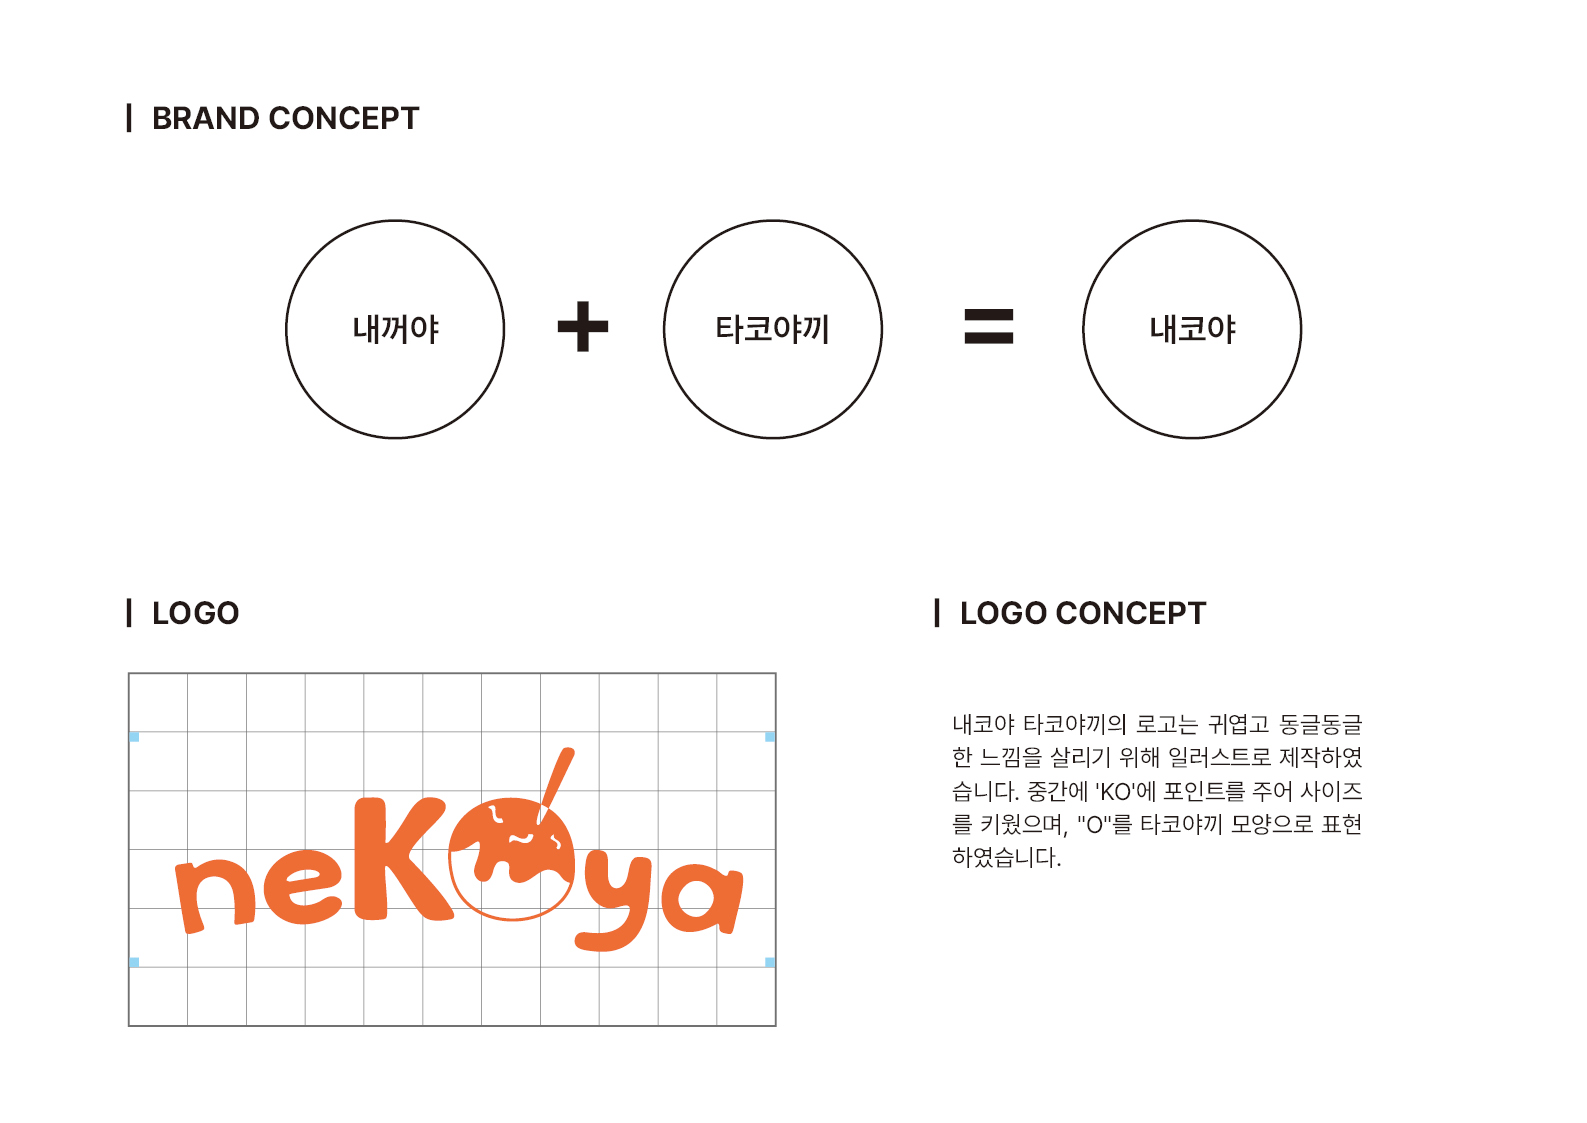 BRAND CONCEPT
내꺼야 + 타코야끼 = 내코야
LOGO
neKOya
LOGO CONCEPT
내코야 타코야끼의 로고는 귀엽고 동글동글
한 느낌을 살리기 위해 일러스트로 제작하였
습니다. 중간에 'KO'에 포인트를 주어 사이즈
를 키웠으며, "O"를 타코야끼 모양으로 표현
하였습니다.